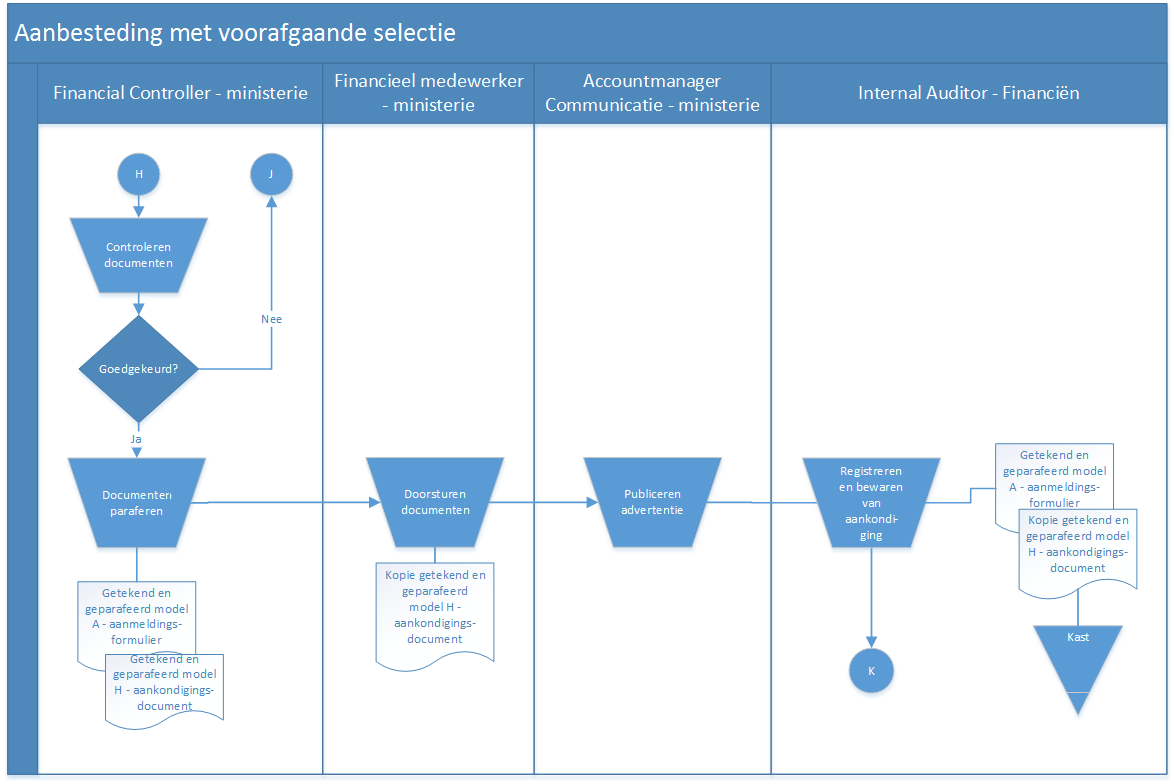 Aanbesteding met voorafgaande selectie
Financial Controller - ministerie
Financieel medewerker
- ministerie
Accountmanager
Communicatie - ministerie
Internal Auditor - Financiën
H
J
Controleren
documenten
Nee
Goedgekeurd?
Ja
Documenten
paraferen
Getekend en
geparafeerd model
A - aanmeldings-
formulier
Getekend en
geparafeerd model
H - aankondigings-
document
Doorsturen
documenten
Kopie getekend en
geparafeerd
model H -
aankondigings-
document
Publiceren
advertentie
Registreren
en bewaren
van
aankondi-
ging
K
Getekend en
geparafeerd model
A - aanmeldings-
formulier
Kopie getekend en
geparafeerd model
H - aankondigings-
document
Kast